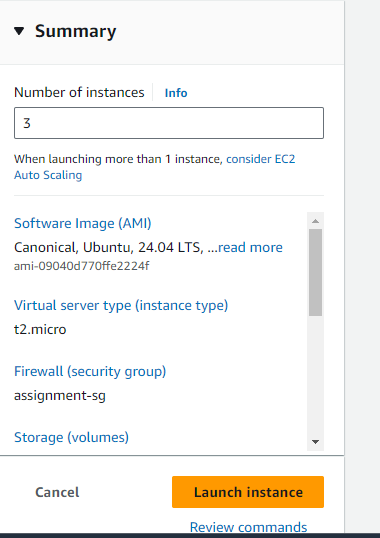 Summary
Number of instances Info
3
When launching more than 1 instance, consider EC2
Auto Scaling
Software Image (AMI)
Canonical, Ubuntu, 24.04 LTS, ...read more
ami-09040d770ffe2224f
Virtual server type (instance type)
t2.micro
Firewall (security group)
assignment-sg
Storage (volumes)
Cancel Launch instance
Review commands